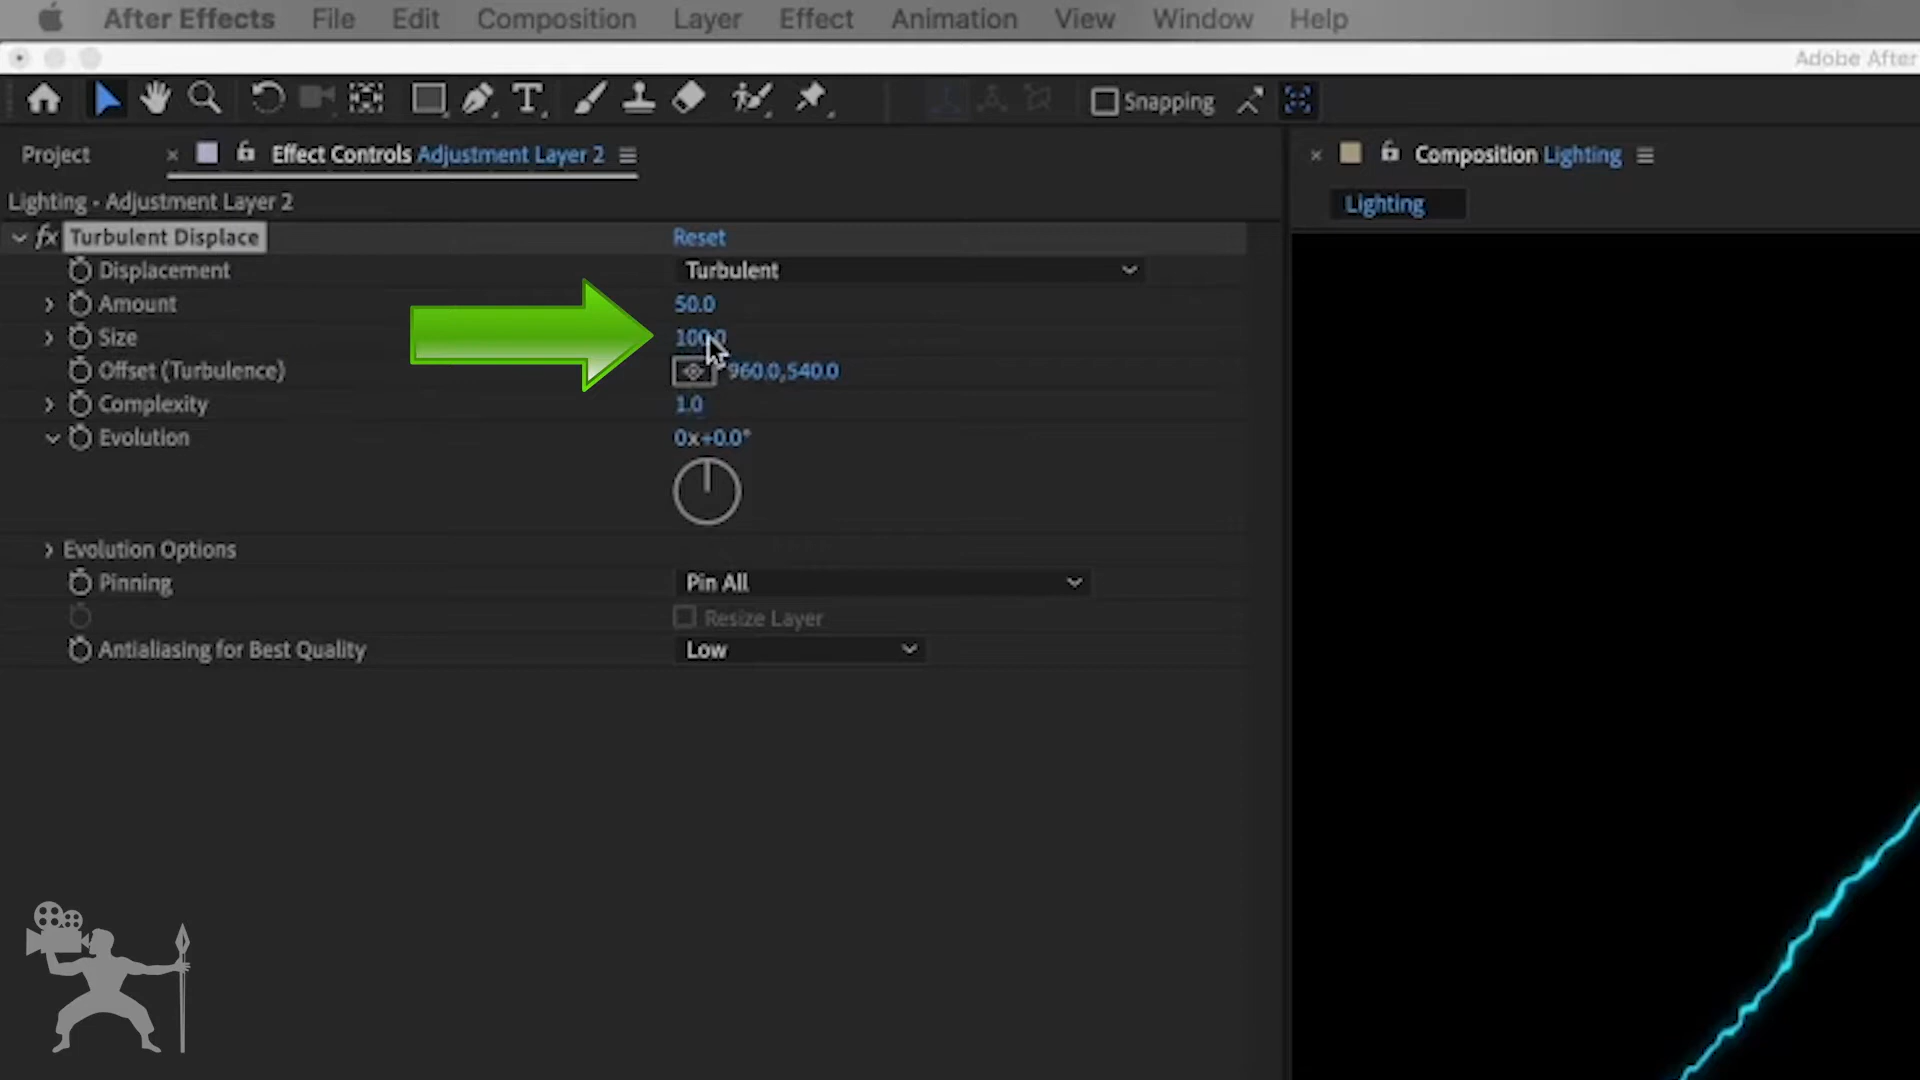 After Effects File Edit Composition Layer Effect Animation View Window Help
Adobe After
Snapping
Project × Effect Controls Adjustment Layer 2
× Composition Lighting
Lighting • Adjustment Layer 2
Lighting
fx Turbulent Displace Reset
Displacement Turbulent
Amount 50.0
Size 100.0
Offset (Turbulence) 960.0,540.0
Complexity 1.0
Evolution 0x+0.0°
Evolution Options
Pinning Pin All
Resize Layer
Antialiasing for Best Quality Low